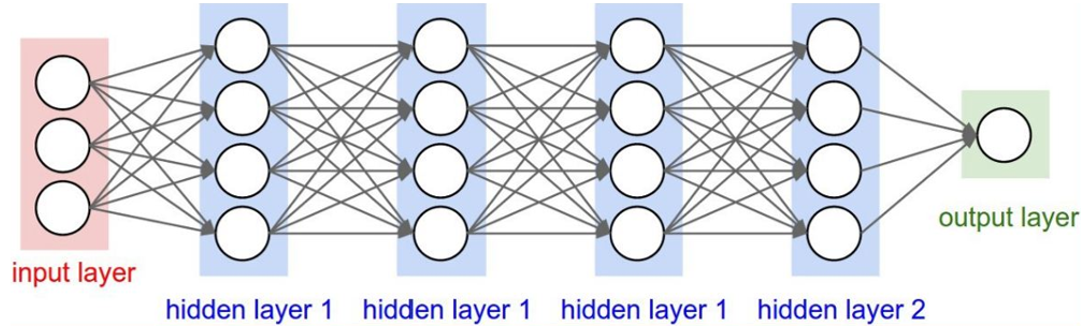 input layer
hidden layer 1
hidden layer 1
hidden layer 1
hidden layer 2
output layer